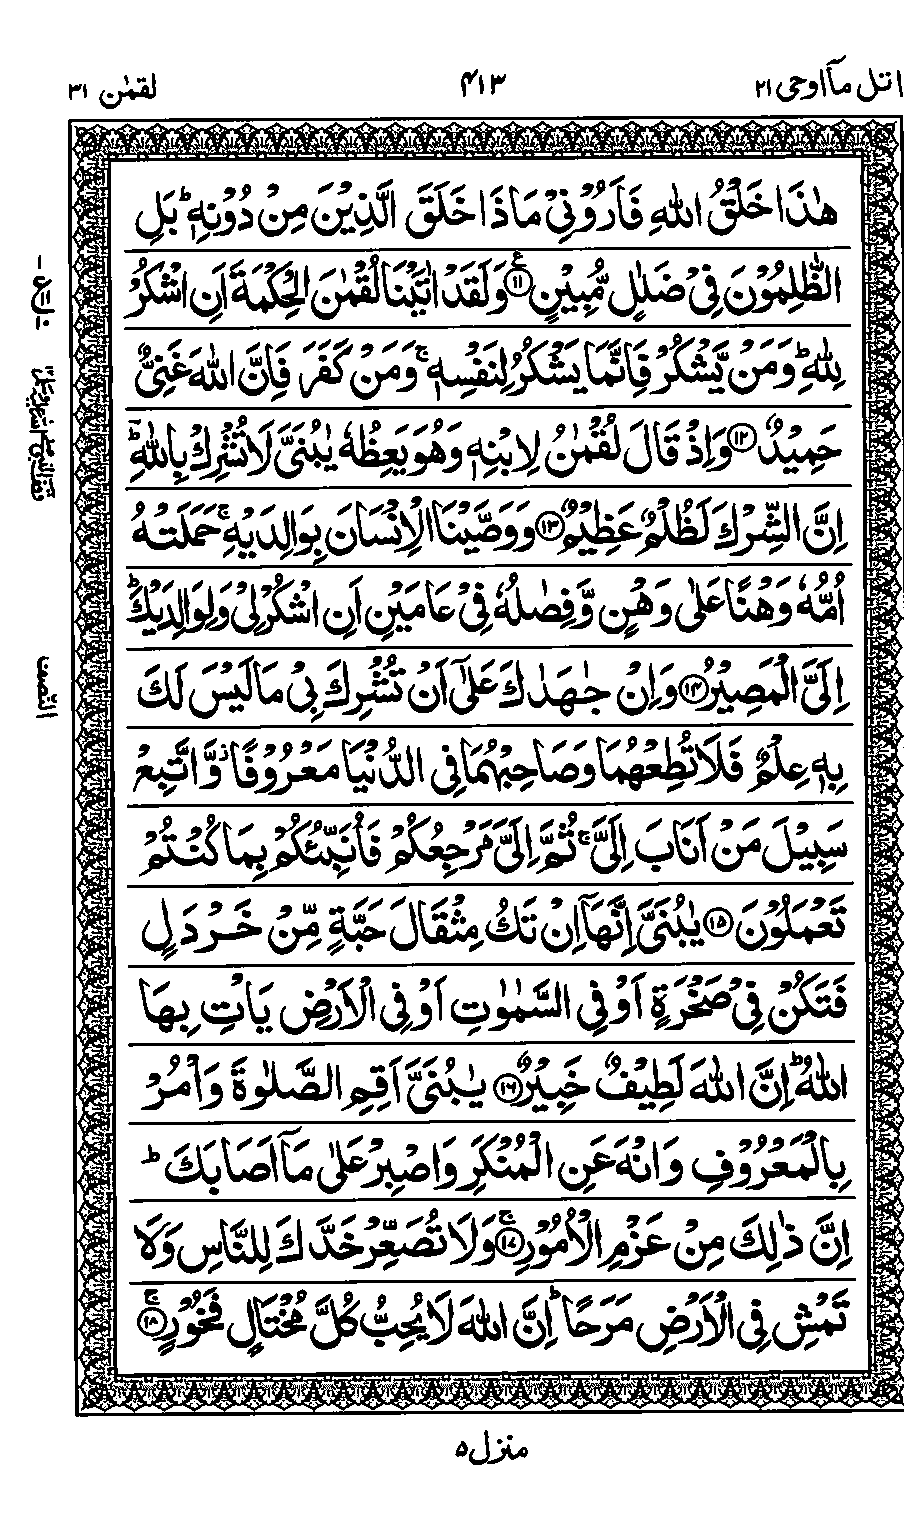 اتل مآ اوحی ۲۱
۴۱۳
لقمٰن ۳۱
هٰذَا خَلْقُ اللّٰهِ فَاَرُوْنِیْ مَاذَا خَلَقَ الَّذِیْنَ مِنْ دُوْنِهٖ ؕ بَلِ
الظّٰلِمُوْنَ فِیْ ضَلٰلٍ مُّبِیْنٍ ۝۱۱ ع وَلَقَدْ اٰتَیْنَا لُقْمٰنَ الْحِكْمَةَ اَنِ اشْكُرْ
لِلّٰهِ ؕ وَمَنْ یَّشْكُرْ فَاِنَّمَا یَشْكُرُ لِنَفْسِهٖ ۚ وَمَنْ كَفَرَ فَاِنَّ اللّٰهَ غَنِیٌّ
حَمِیْدٌ ۝۱۲ وَاِذْ قَالَ لُقْمٰنُ لِابْنِهٖ وَهُوَ یَعِظُهٗ یٰبُنَیَّ لَا تُشْرِكْ بِاللّٰهِ ؔؕ
اِنَّ الشِّرْكَ لَظُلْمٌ عَظِیْمٌ ۝۱۳ وَوَصَّیْنَا الْاِنْسَانَ بِوَالِدَیْهِ ۚ حَمَلَتْهُ
اُمُّهٗ وَهْنًا عَلٰی وَهْنٍ وَّفِصٰلُهٗ فِیْ عَامَیْنِ اَنِ اشْكُرْ لِیْ وَلِوَالِدَیْكَ ؕ
اِلَیَّ الْمَصِیْرُ ۝۱۴ وَاِنْ جٰهَدٰكَ عَلٰۤی اَنْ تُشْرِكَ بِیْ مَا لَیْسَ لَكَ
بِهٖ عِلْمٌ فَلَا تُطِعْهُمَا وَصَاحِبْهُمَا فِی الدُّنْیَا مَعْرُوْفًا ؗ وَّاتَّبِعْ
سَبِیْلَ مَنْ اَنَابَ اِلَیَّ ۚ ثُمَّ اِلَیَّ مَرْجِعُكُمْ فَاُنَبِّئُكُمْ بِمَا كُنْتُمْ
تَعْمَلُوْنَ ۝۱۵ یٰبُنَیَّ اِنَّهَاۤ اِنْ تَكُ مِثْقَالَ حَبَّةٍ مِّنْ خَرْدَلٍ
فَتَكُنْ فِیْ صَخْرَةٍ اَوْ فِی السَّمٰوٰتِ اَوْ فِی الْاَرْضِ یَاْتِ بِهَا
اللّٰهُ ؕ اِنَّ اللّٰهَ لَطِیْفٌ خَبِیْرٌ ۝۱۶ یٰبُنَیَّ اَقِمِ الصَّلٰوةَ وَاْمُرْ
بِالْمَعْرُوْفِ وَانْهَ عَنِ الْمُنْكَرِ وَاصْبِرْ عَلٰی مَاۤ اَصَابَكَ ؕ
اِنَّ ذٰلِكَ مِنْ عَزْمِ الْاُمُوْرِ ۝۱۷ ۚ وَلَا تُصَعِّرْ خَدَّكَ لِلنَّاسِ وَلَا
تَمْشِ فِی الْاَرْضِ مَرَحًا ؕ اِنَّ اللّٰهَ لَا یُحِبُّ كُلَّ مُخْتَالٍ فَخُوْرٍ ۝۱۸ ۚ
النّصف
منزل ۵